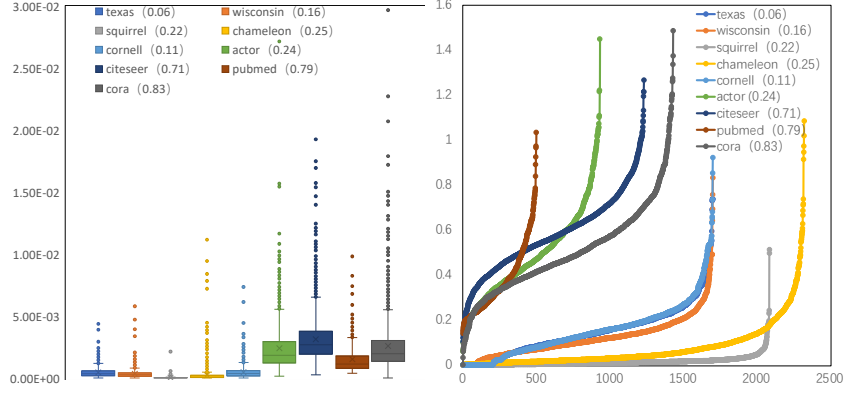 3.00E-02
texas (0.06)
wisconsin (0.16)
squirrel (0.22)
chameleon (0.25)
cornell (0.11)
actor (0.24)
citeseer (0.71)
pubmed (0.79)
cora (0.83)
2.50E-02
2.00E-02
1.50E-02
1.00E-02
5.00E-03
0.00E+00
1.6
1.4
1.2
1
0.8
0.6
0.4
0.2
0
texas (0.06)
wisconsin (0.16)
squirrel (0.22)
chameleon (0.25)
cornell (0.11)
actor (0.24)
citeseer (0.71)
pubmed (0.79)
cora (0.83)
0 500 1000 1500 2000 2500